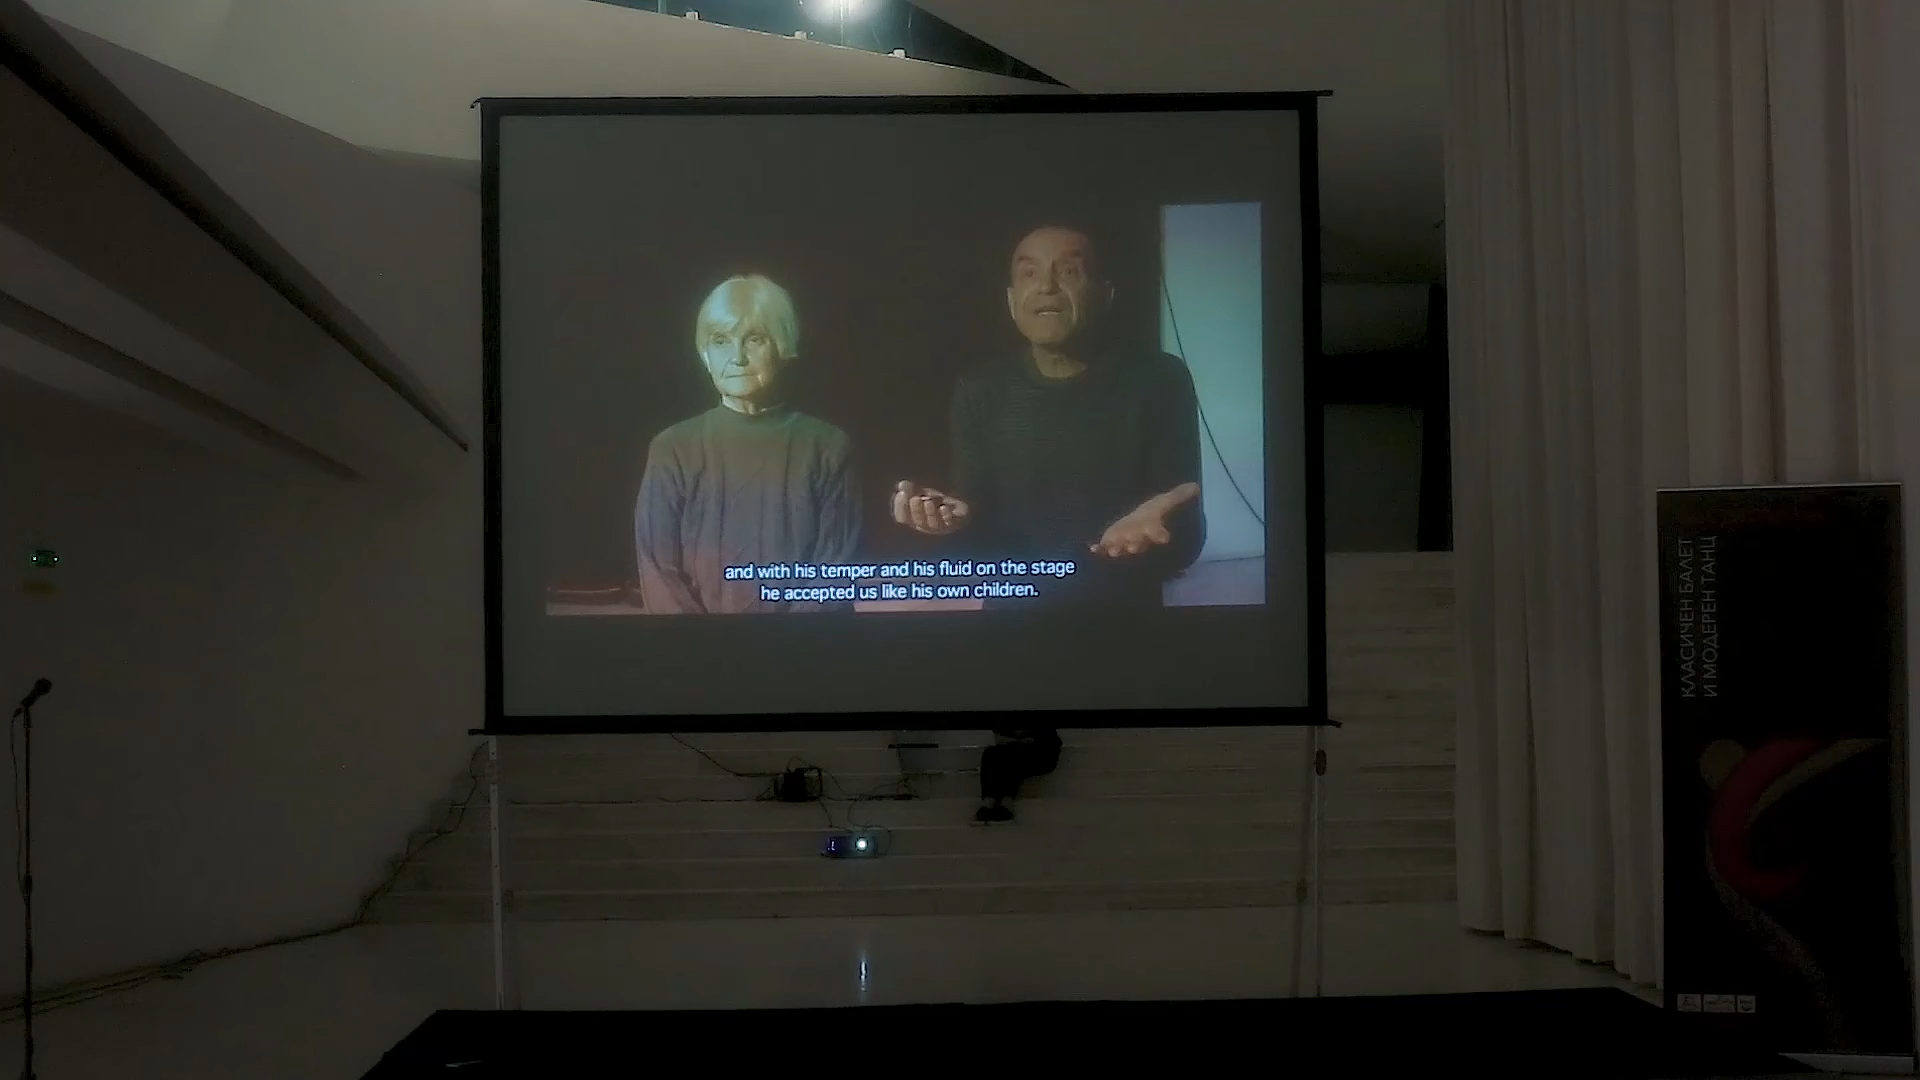 and with his temper and his fluid on the stage
he accepted us like his own children.
КЛАСИЧЕН БАЛЕТ
И МОДЕРЕН ТАНЦ